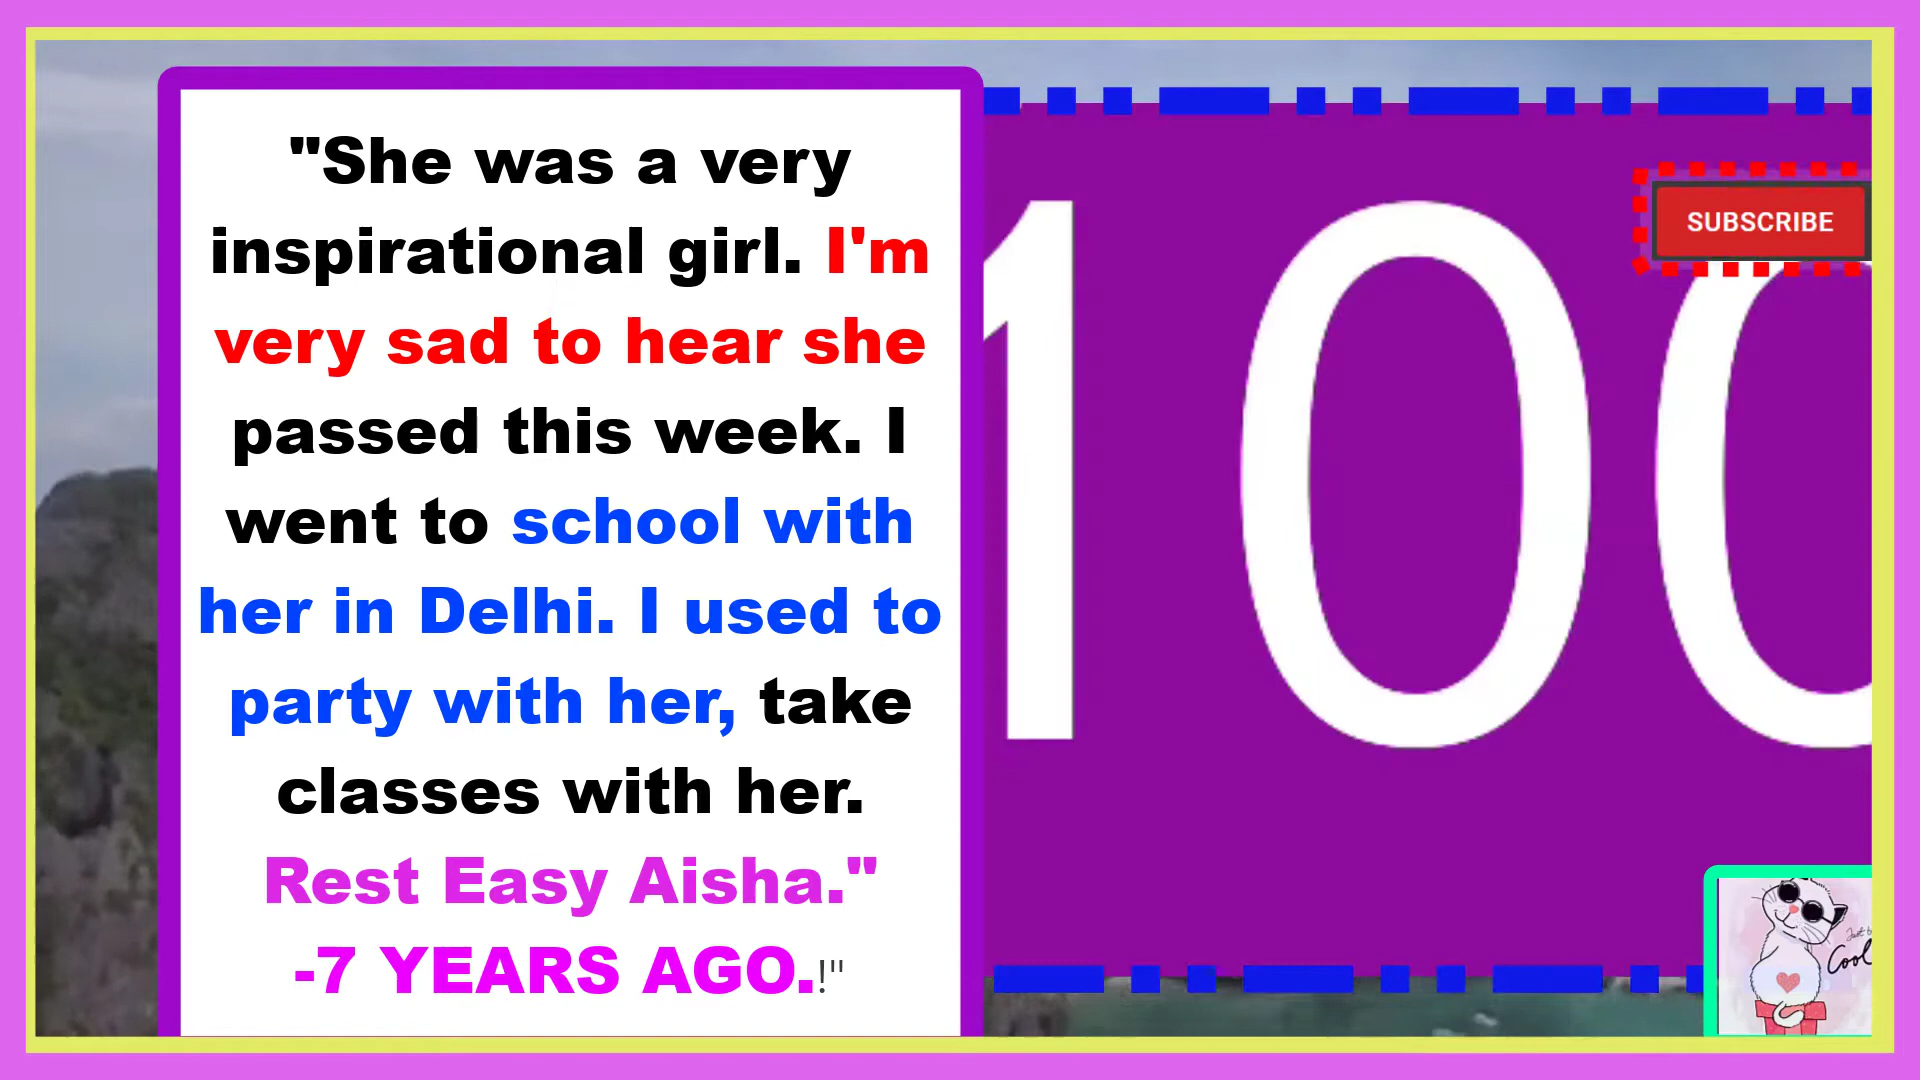 "She was a very
inspirational girl. I'm
very sad to hear she
passed this week. I
went to school with
her in Delhi. I used to
party with her, take
classes with her.
Rest Easy Aisha."
-7 YEARS AGO.!"
100
SUBSCRIBE
Cool